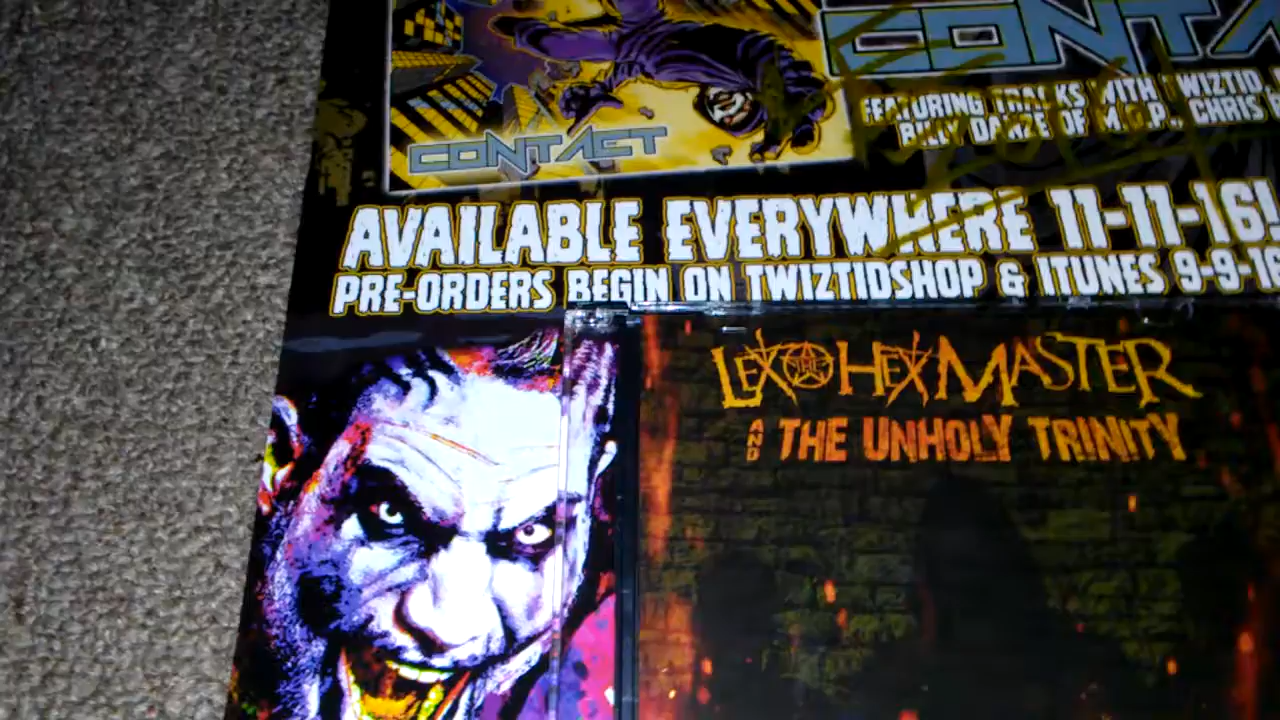 CONTACT
CONTA
FEATURING TRACKS WITH TWIZTID,
BILLY DANZE OF M.O.P., CHRIS
AVAILABLE EVERYWHERE 11-11-16!
PRE-ORDERS BEGIN ON TWIZTIDSHOP & ITUNES 9-9-16
LEX THE HEX MASTER
AND THE UNHOLY TRINITY